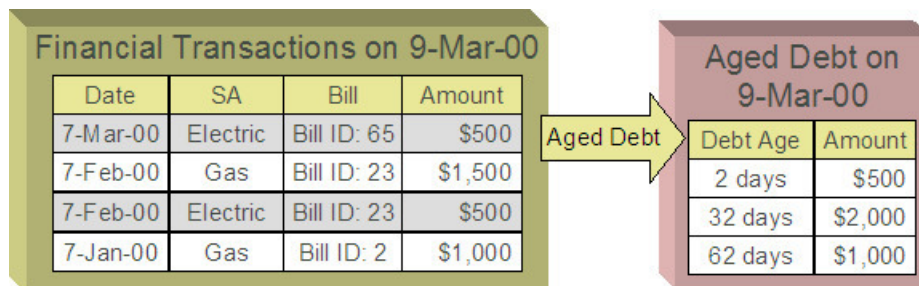 Financial Transactions on 9-Mar-00
Date SA Bill Amount
7-Mar-00 Electric Bill ID: 65 $500
7-Feb-00 Gas Bill ID: 23 $1,500
7-Feb-00 Electric Bill ID: 23 $500
7-Jan-00 Gas Bill ID: 2 $1,000
Aged Debt
Aged Debt on
9-Mar-00
Debt Age Amount
2 days $500
32 days $2,000
62 days $1,000